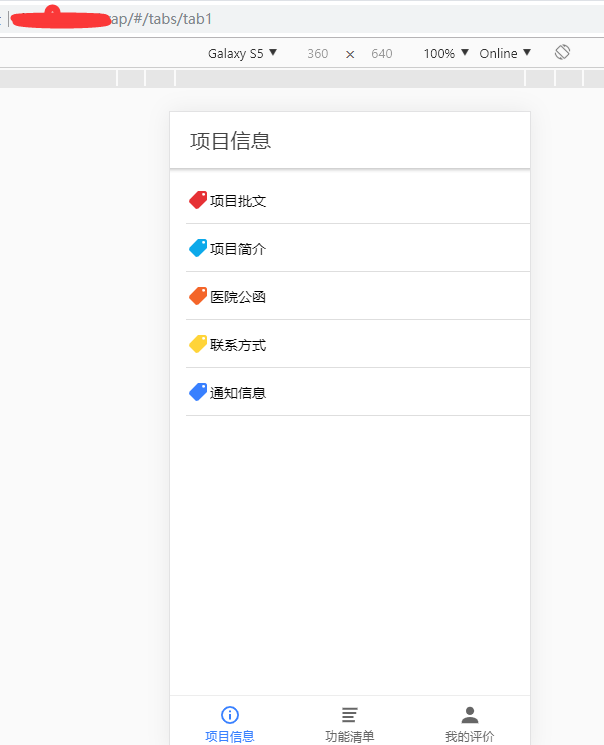 ap/#/tabs/tab1
Galaxy S5 ▼ 360 × 640 100% ▼ Online ▼
项目信息
项目批文
项目简介
医院公函
联系方式
通知信息
项目信息 功能清单 我的评价